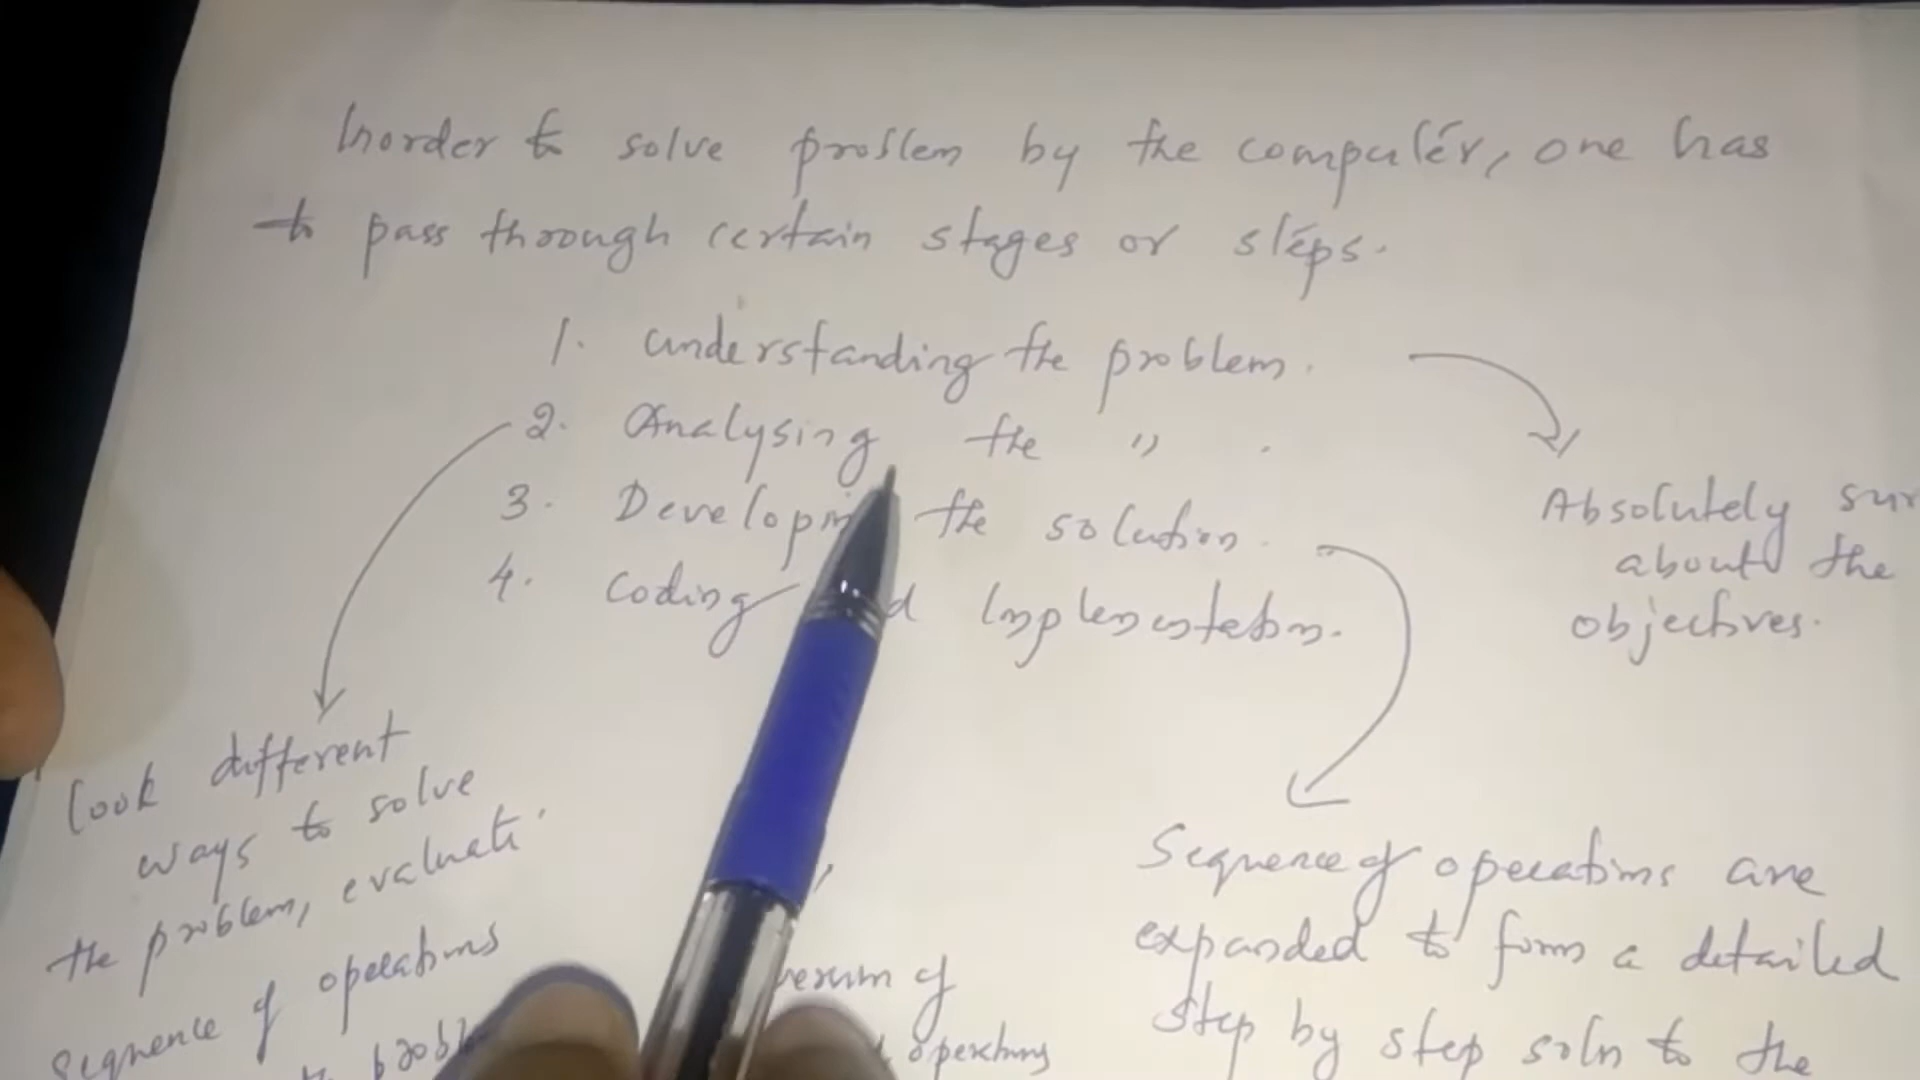 Inorder to solve problem by the computer, one has
to pass through certain stages or steps.
1. Understanding the problem.
2. Analysing the " .
3. Developing the solution.
4. Coding Implementation.
Absolutely
about the
objectives.
Look different
ways to solve
the problem, evaluate
sequence of operations
Sequence of operations are
expanded to form a detailed
step by step soln to the
of